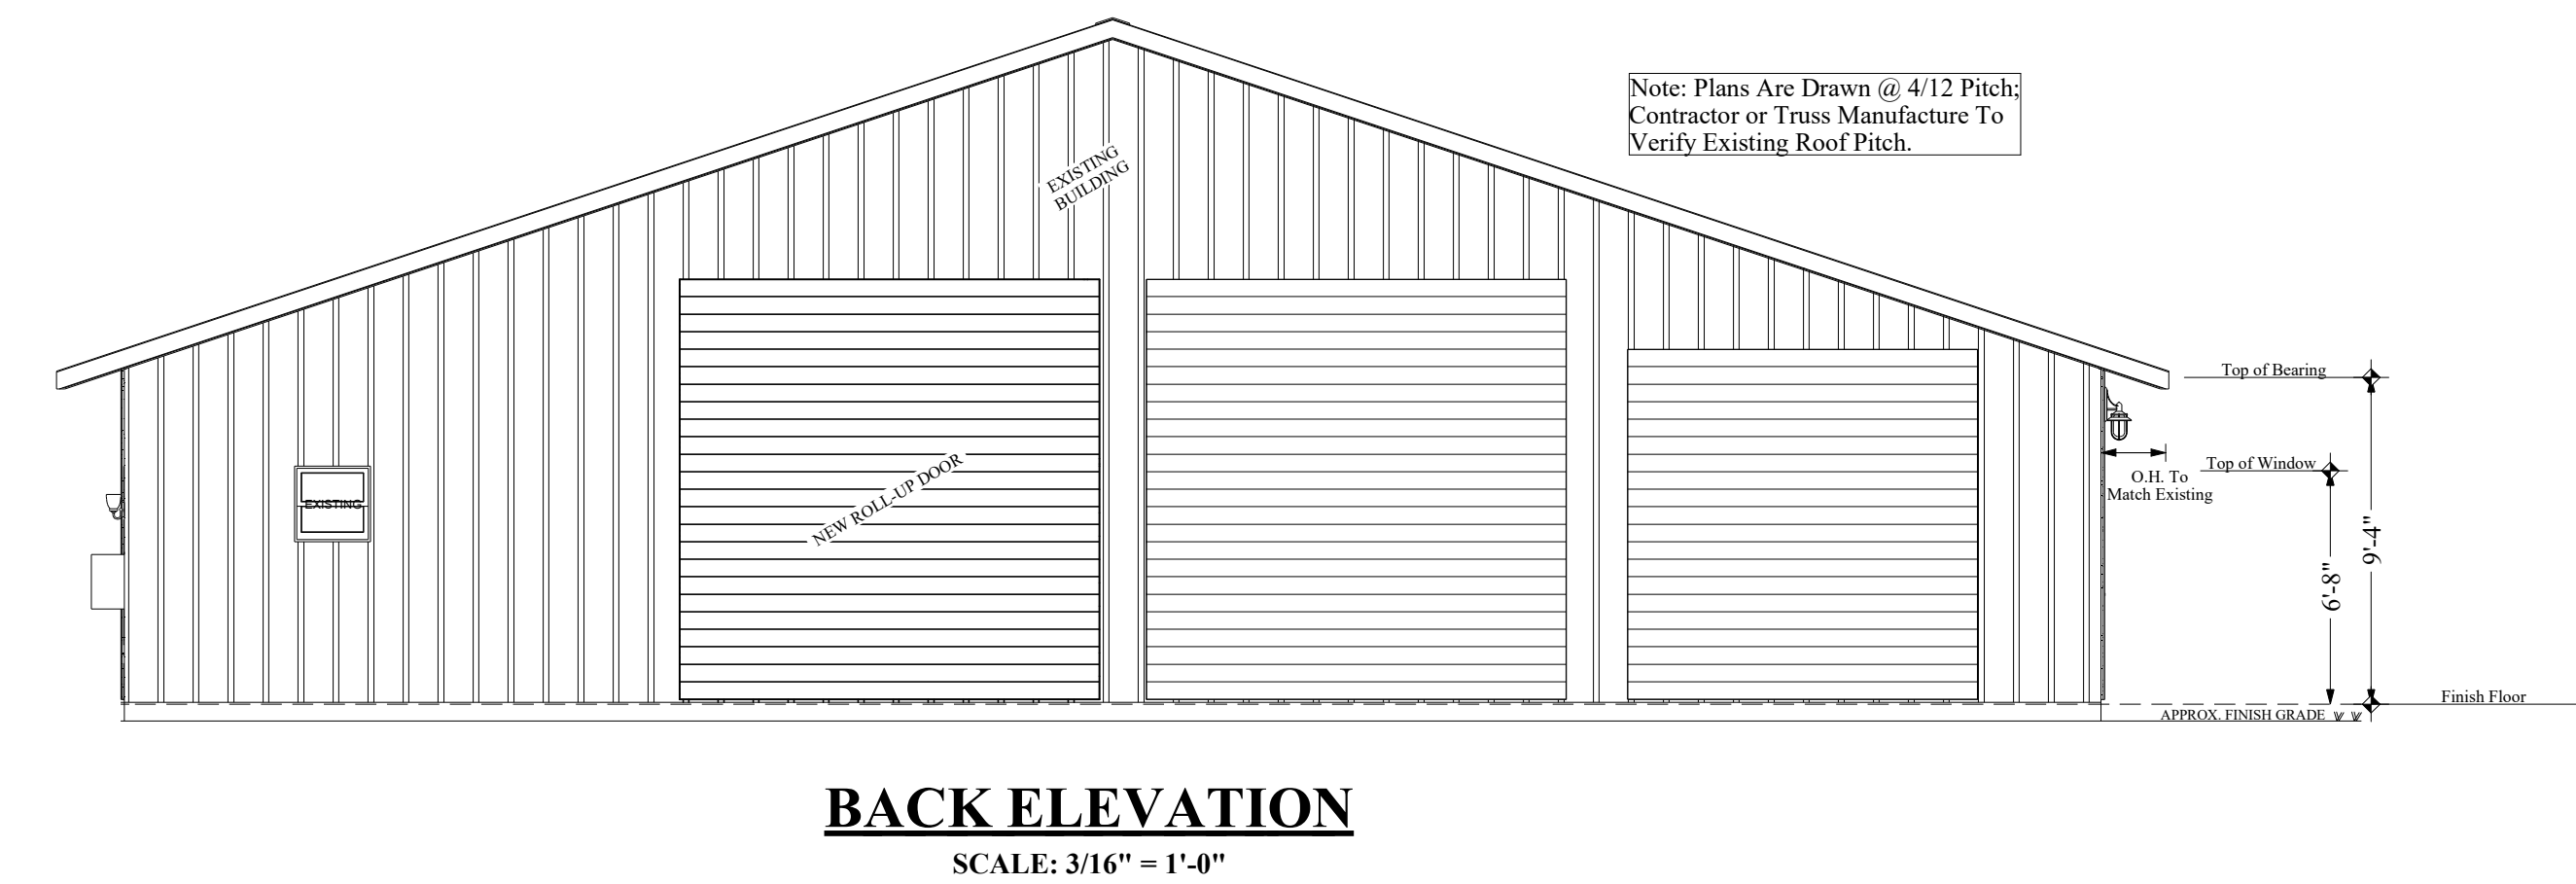 Note: Plans Are Drawn @ 4/12 Pitch;
Contractor or Truss Manufacture To
Verify Existing Roof Pitch.
EXISTING
BUILDING
Top of Bearing
Top of Window
O.H. To
Match Existing
EXISTING
NEW ROLL-UP DOOR
9'-4"
6'-8"
Finish Floor
APPROX. FINISH GRADE
BACK ELEVATION
SCALE: 3/16" = 1'-0"